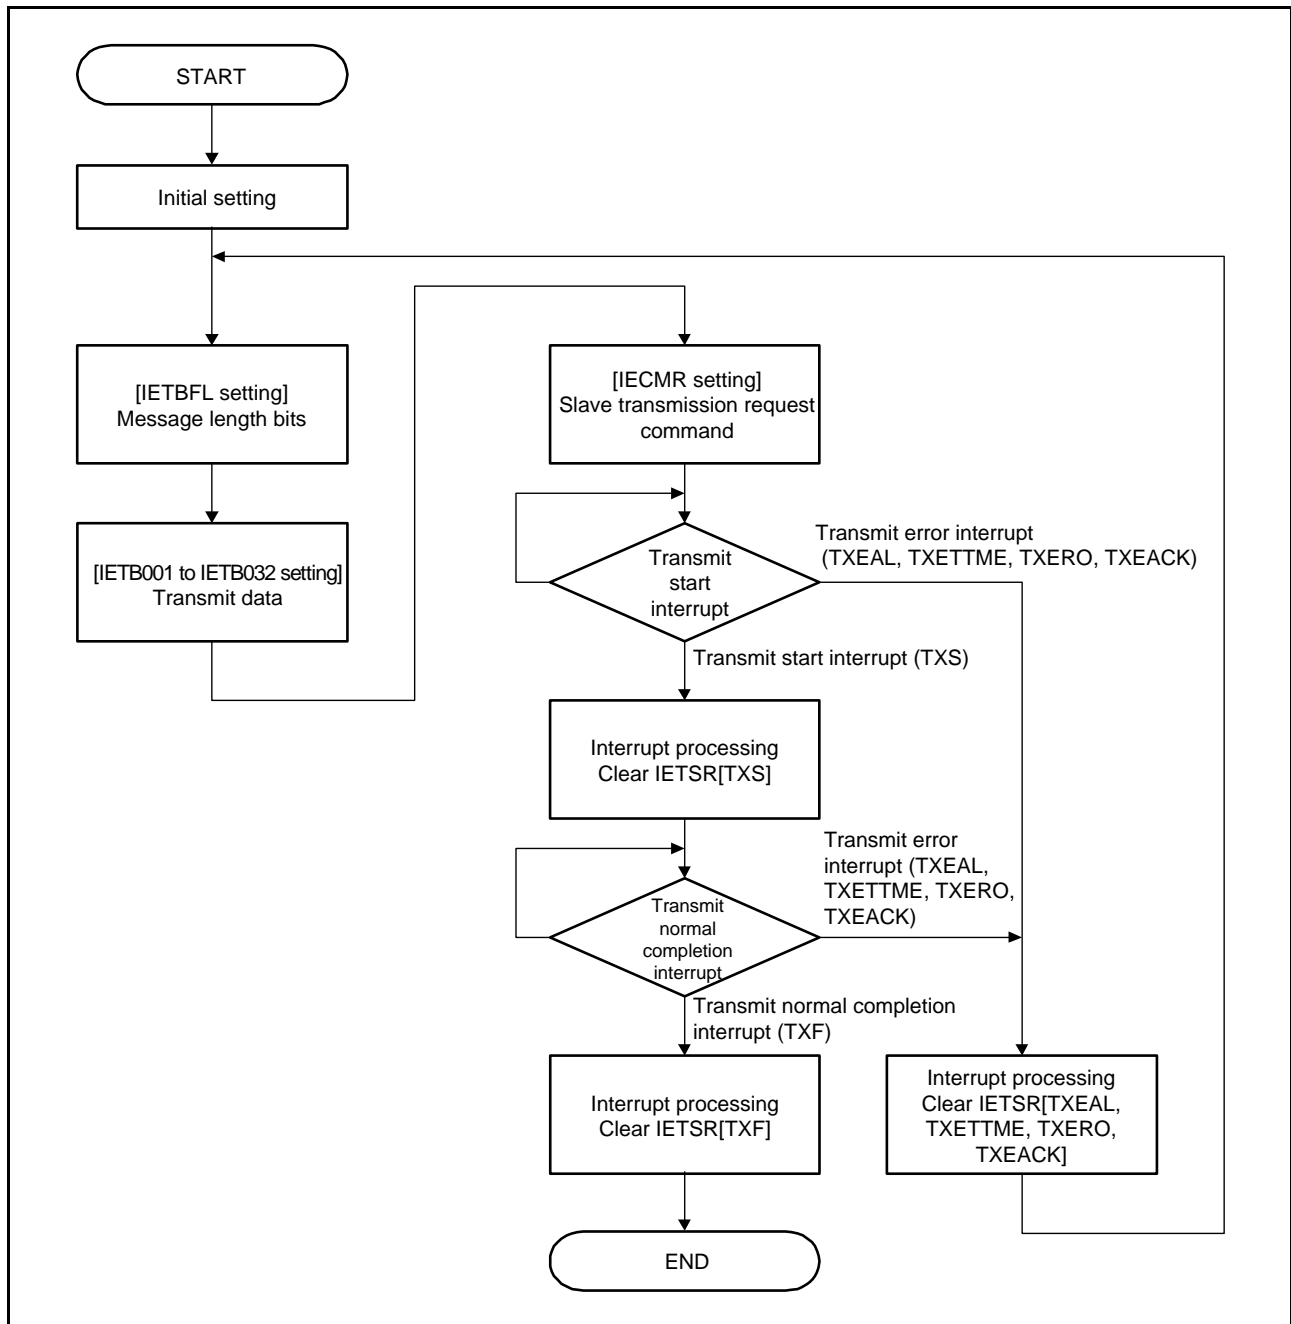 START
Initial setting
[IETBFL setting]
Message length bits
[IETB001 to IETB032 setting]
Transmit data
[IECMR setting]
Slave transmission request
command
Transmit
start
interrupt
Transmit error interrupt
(TXEAL, TXETTME, TXERO, TXEACK)
Transmit start interrupt (TXS)
Interrupt processing
Clear IETSR[TXS]
Transmit
normal
completion
interrupt
Transmit error
interrupt (TXEAL,
TXETTME, TXERO,
TXEACK)
Transmit normal completion
interrupt (TXF)
Interrupt processing
Clear IETSR[TXF]
Interrupt processing
Clear IETSR[TXEAL,
TXETTME, TXERO,
TXEACK]
END